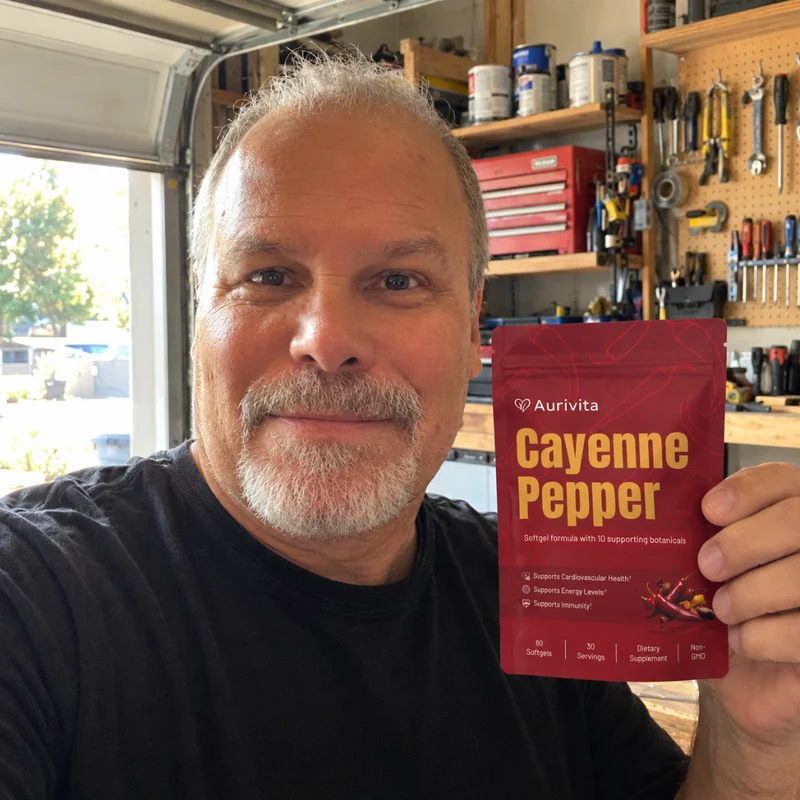 Aurivita
Cayenne
Pepper
Softgel formula with 10 supporting botanicals
Supports Cardiovascular Health†
Supports Energy Levels†
Supports Immunity†
60
Softgels
30
Servings
Dietary
Supplement
Non-
GMO